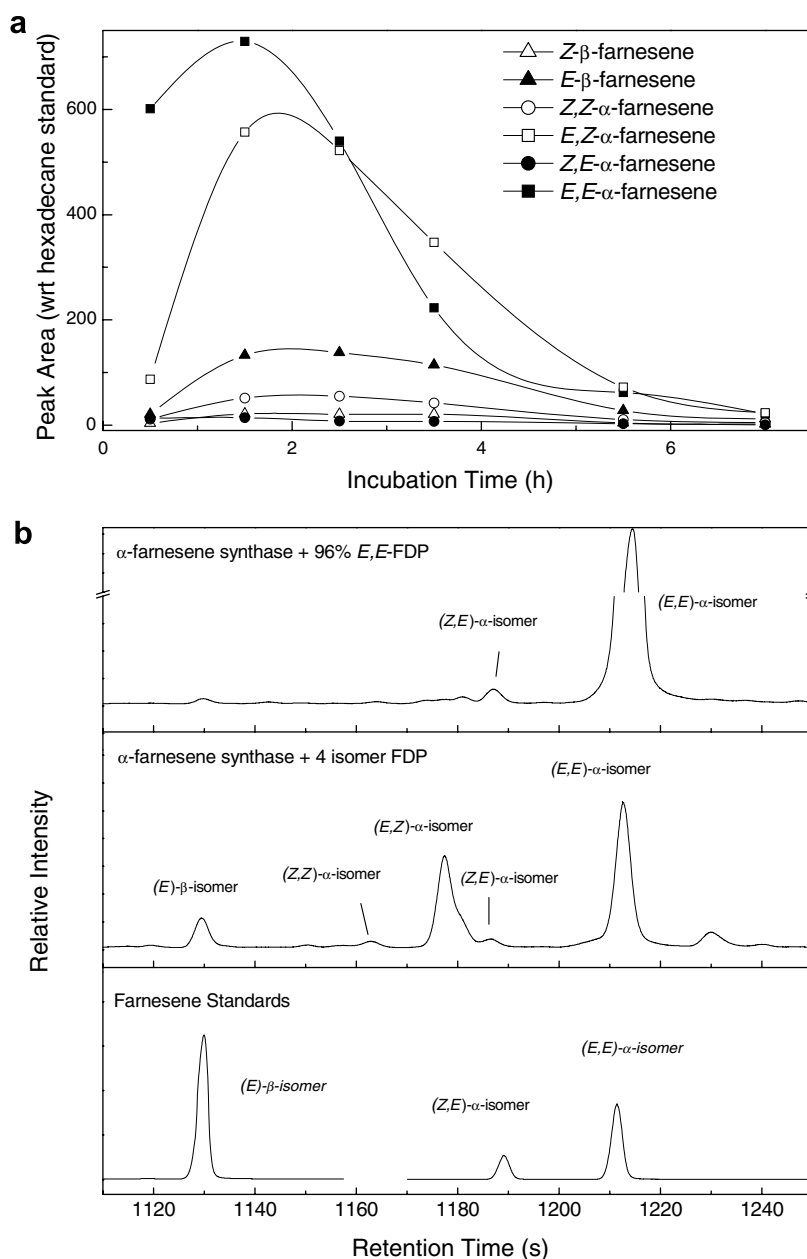 a
Peak Area (wrt hexadecane standard)
600
400
200
0
Z-β-farnesene
E-β-farnesene
Z,Z-α-farnesene
E,Z-α-farnesene
Z,E-α-farnesene
E,E-α-farnesene
0 2 4 6
Incubation Time (h)
b
Relative Intensity
α-farnesene synthase + 96% E,E-FDP
(Z,E)-α-isomer
(E,E)-α-isomer
α-farnesene synthase + 4 isomer FDP
(E)-β-isomer
(Z,Z)-α-isomer
(E,Z)-α-isomer
(Z,E)-α-isomer
(E,E)-α-isomer
Farnesene Standards
(E)-β-isomer
(Z,E)-α-isomer
(E,E)-α-isomer
1120 1140 1160 1180 1200 1220 1240
Retention Time (s)